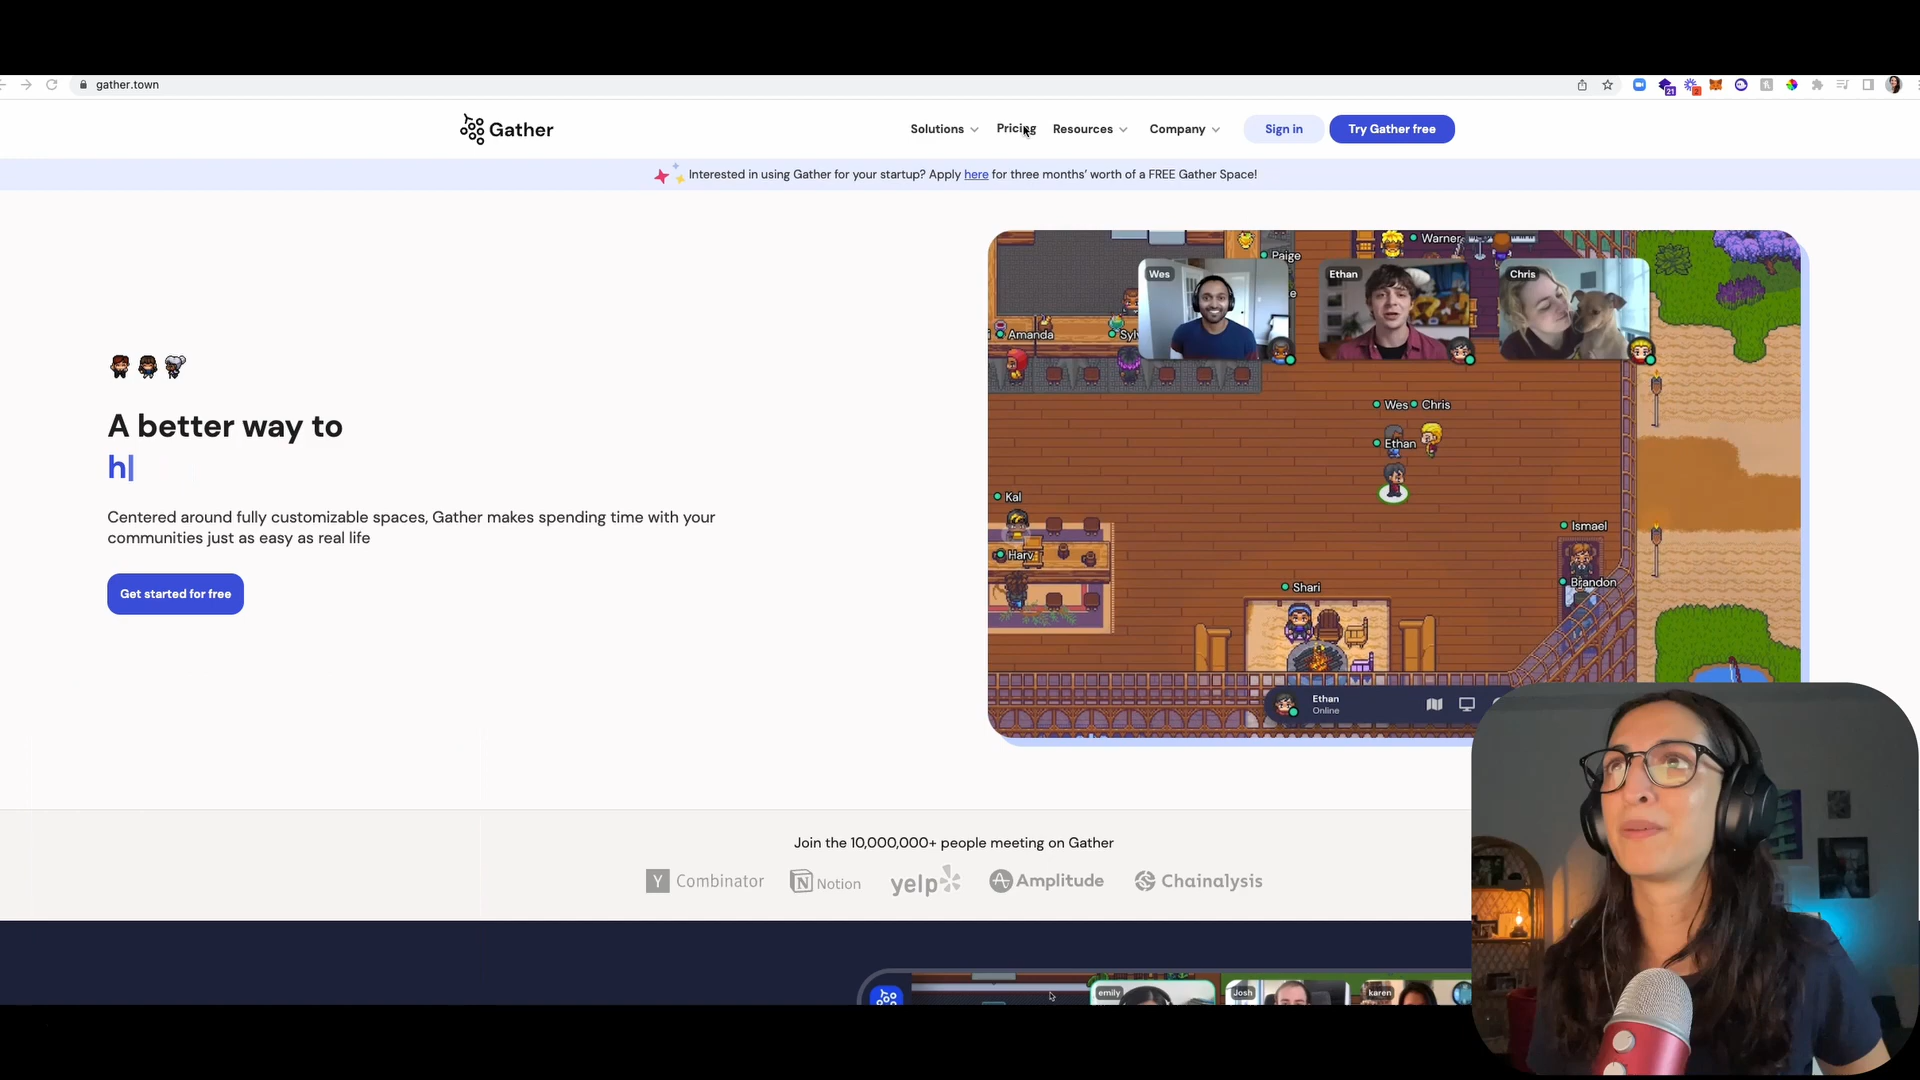 gather.town
21
2
Gather
Solutions
Pricing
Resources
Company
Sign in
Try Gather free
Interested in using Gather for your startup? Apply here for three months' worth of a FREE Gather Space!
A better way to
h
Centered around fully customizable spaces, Gather makes spending time with your
communities just as easy as real life
Get started for free
Warner
Paige
Wes
Ethan
Chris
Amanda
Syl
Wes
Chris
Ethan
Kal
Harv
Ismael
Brandon
Shari
Ethan
Online
Join the 10,000,000+ people meeting on Gather
Y Combinator
Notion
yelp
Amplitude
Chainalysis
emily
Josh
karen